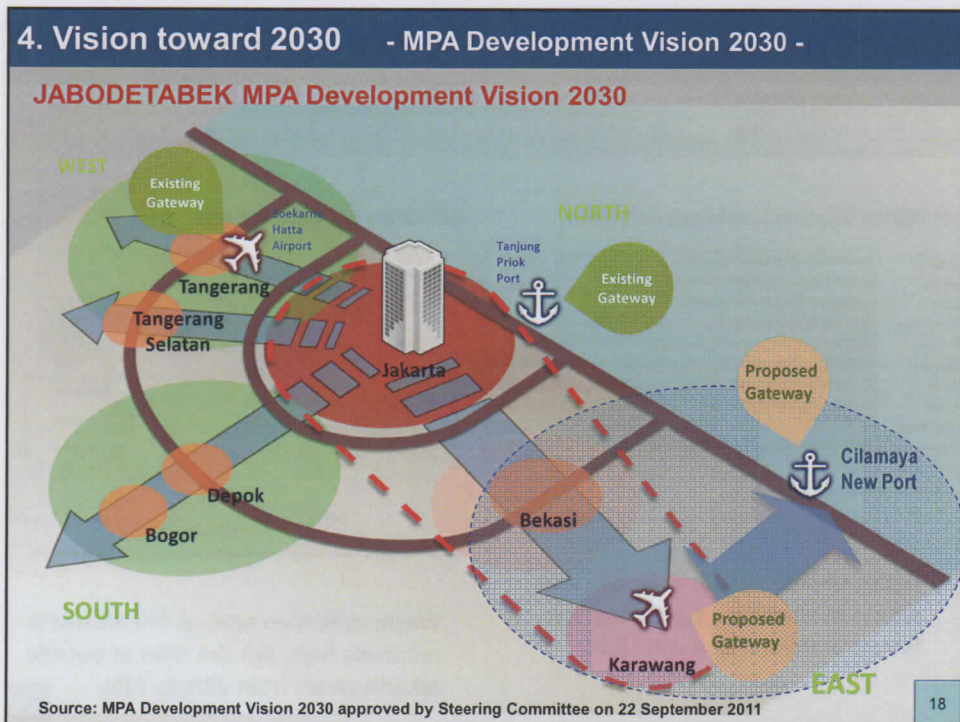 4. Vision toward 2030 - MPA Development Vision 2030 -
JABODETABEK MPA Development Vision 2030
WEST
Existing
Gateway
Soekarno
Hatta
Airport
NORTH
Tanjung
Priok
Port
Existing
Gateway
Tangerang
Tangerang
Selatan
Jakarta
Proposed
Gateway
Cilamaya
New Port
Depok
Bogor
Bekasi
SOUTH
Proposed
Gateway
Karawang
EAST
Source: MPA Development Vision 2030 approved by Steering Committee on 22 September 2011
18